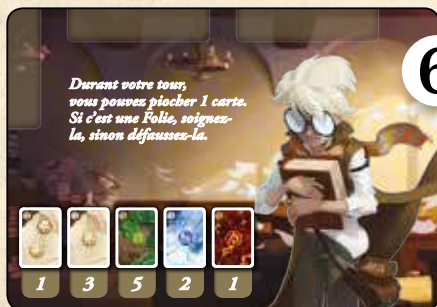 Durant votre tour,
vous pouvez piocher 1 carte.
Si c'est une Folie, soignez-
la, sinon défaussez-la.
6
1 3 5 2 1